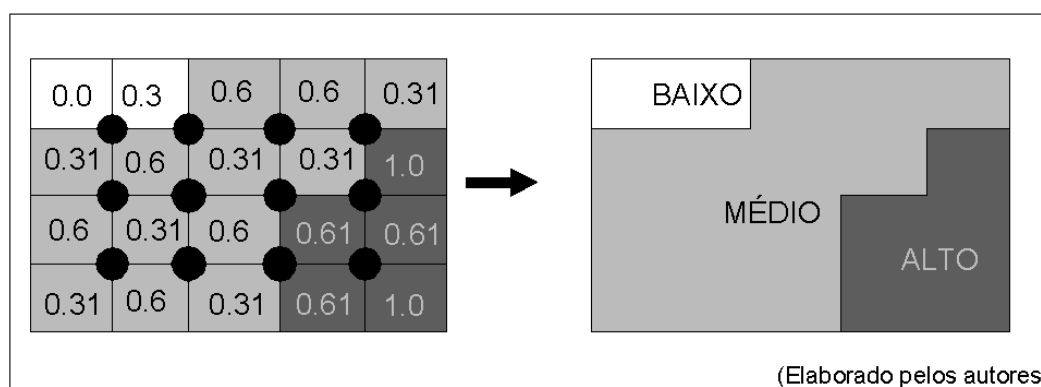 0.0 0.3 0.6 0.6 0.31
0.31 0.6 0.31 0.31 1.0
0.6 0.31 0.6 0.61 0.61
0.31 0.6 0.31 0.61 1.0
BAIXO
MÉDIO
ALTO
(Elaborado pelos autores